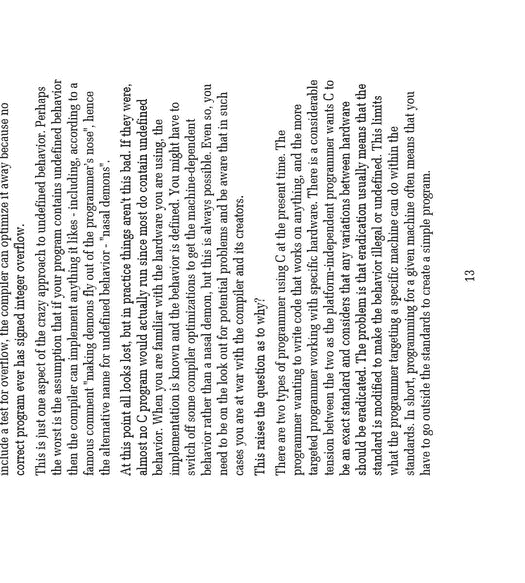 include a test for overflow, the compiler can optimize it away because no
correct program ever has signed integer overflow.
This is just one aspect of the crazy approach to undefined behavior. Perhaps
the worst is the assumption that if your program contains undefined behavior
then the compiler can implement anything it likes - including, according to a
famous comment "making demons fly out of the programmer's nose", hence
the alternative name for undefined behavior - "nasal demons".
At this point all looks lost, but in practice things aren't this bad. If they were,
almost no C program would actually run since most do contain undefined
behavior. When you are familiar with the hardware you are using, the
implementation is known and the behavior is defined. You might have to
switch off some compiler optimizations to get the machine-dependent
behavior rather than a nasal demon, but this is always possible. Even so, you
need to be on the look out for potential problems and be aware that in such
cases you are at war with the compiler and its creators.
This raises the question as to why?
There are two types of programmer using C at the present time. The
programmer wanting to write code that works on anything, and the more
targeted programmer working with specific hardware. There is a considerable
tension between the two as the platform-independent programmer wants C to
be an exact standard and considers that any variations between hardware
should be eradicated. The problem is that eradication usually means that the
standard is modified to make the behavior illegal or undefined. This limits
what the programmer targeting a specific machine can do within the
standards. In short, programming for a given machine often means that you
have to go outside the standards to create a simple program.
13